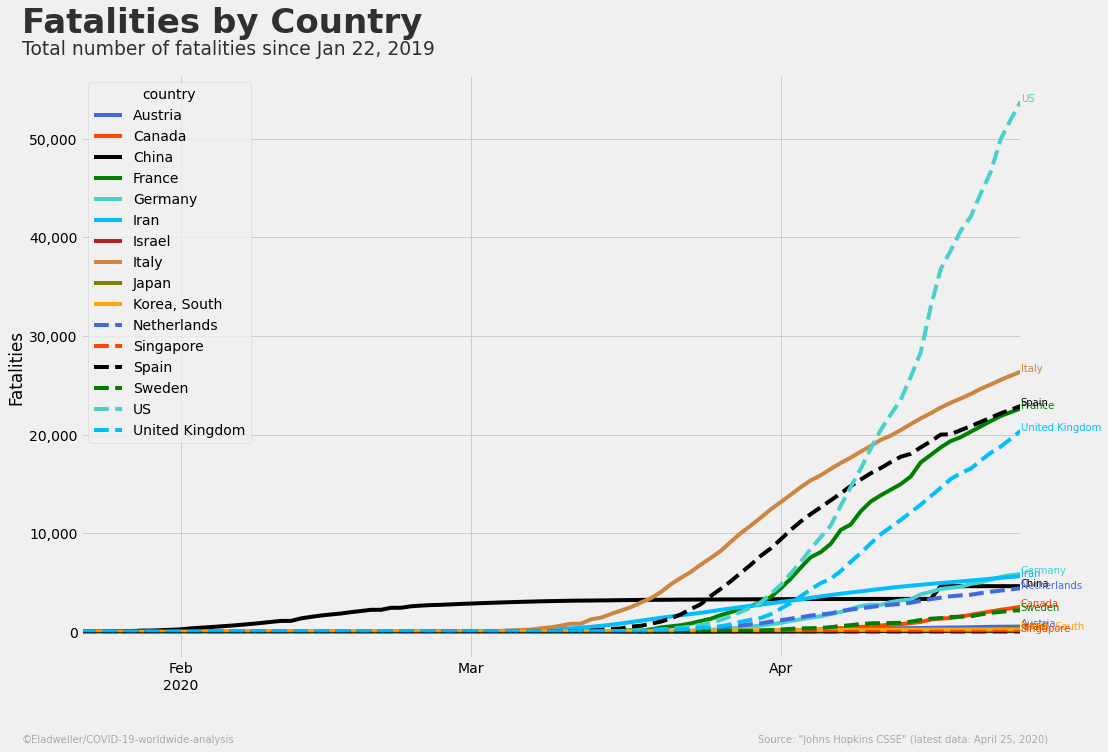 Fatalities by Country
Total number of fatalities since Jan 22, 2019
country
Austria
Canada
China
France
Germany
Iran
Israel
Italy
Japan
Korea, South
Netherlands
Singapore
Spain
Sweden
US
United Kingdom
Fatalities
50,000
40,000
30,000
20,000
10,000
0
Feb
2020
Mar
Apr
US
Italy
Spain
France
United Kingdom
Germany
Iran
China
Netherlands
Canada
Sweden
Austria
South
Singapore
©Eladweller/COVID-19-worldwide-analysis
Source: "Johns Hopkins CSSE" (latest data: April 25, 2020)